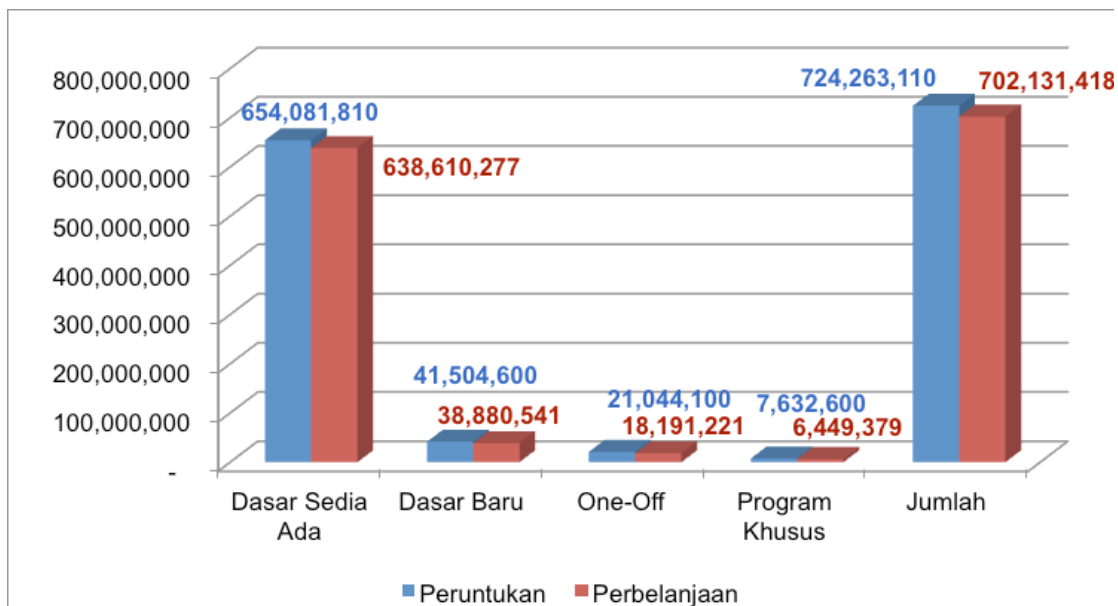 800,000,000
700,000,000
600,000,000
500,000,000
400,000,000
300,000,000
200,000,000
100,000,000
-
654,081,810
638,610,277
41,504,600
38,880,541
21,044,100
18,191,221
7,632,600
6,449,379
724,263,110
702,131,418
Dasar Sedia
Ada
Dasar Baru
One-Off
Program
Khusus
Jumlah
Peruntukan
Perbelanjaan